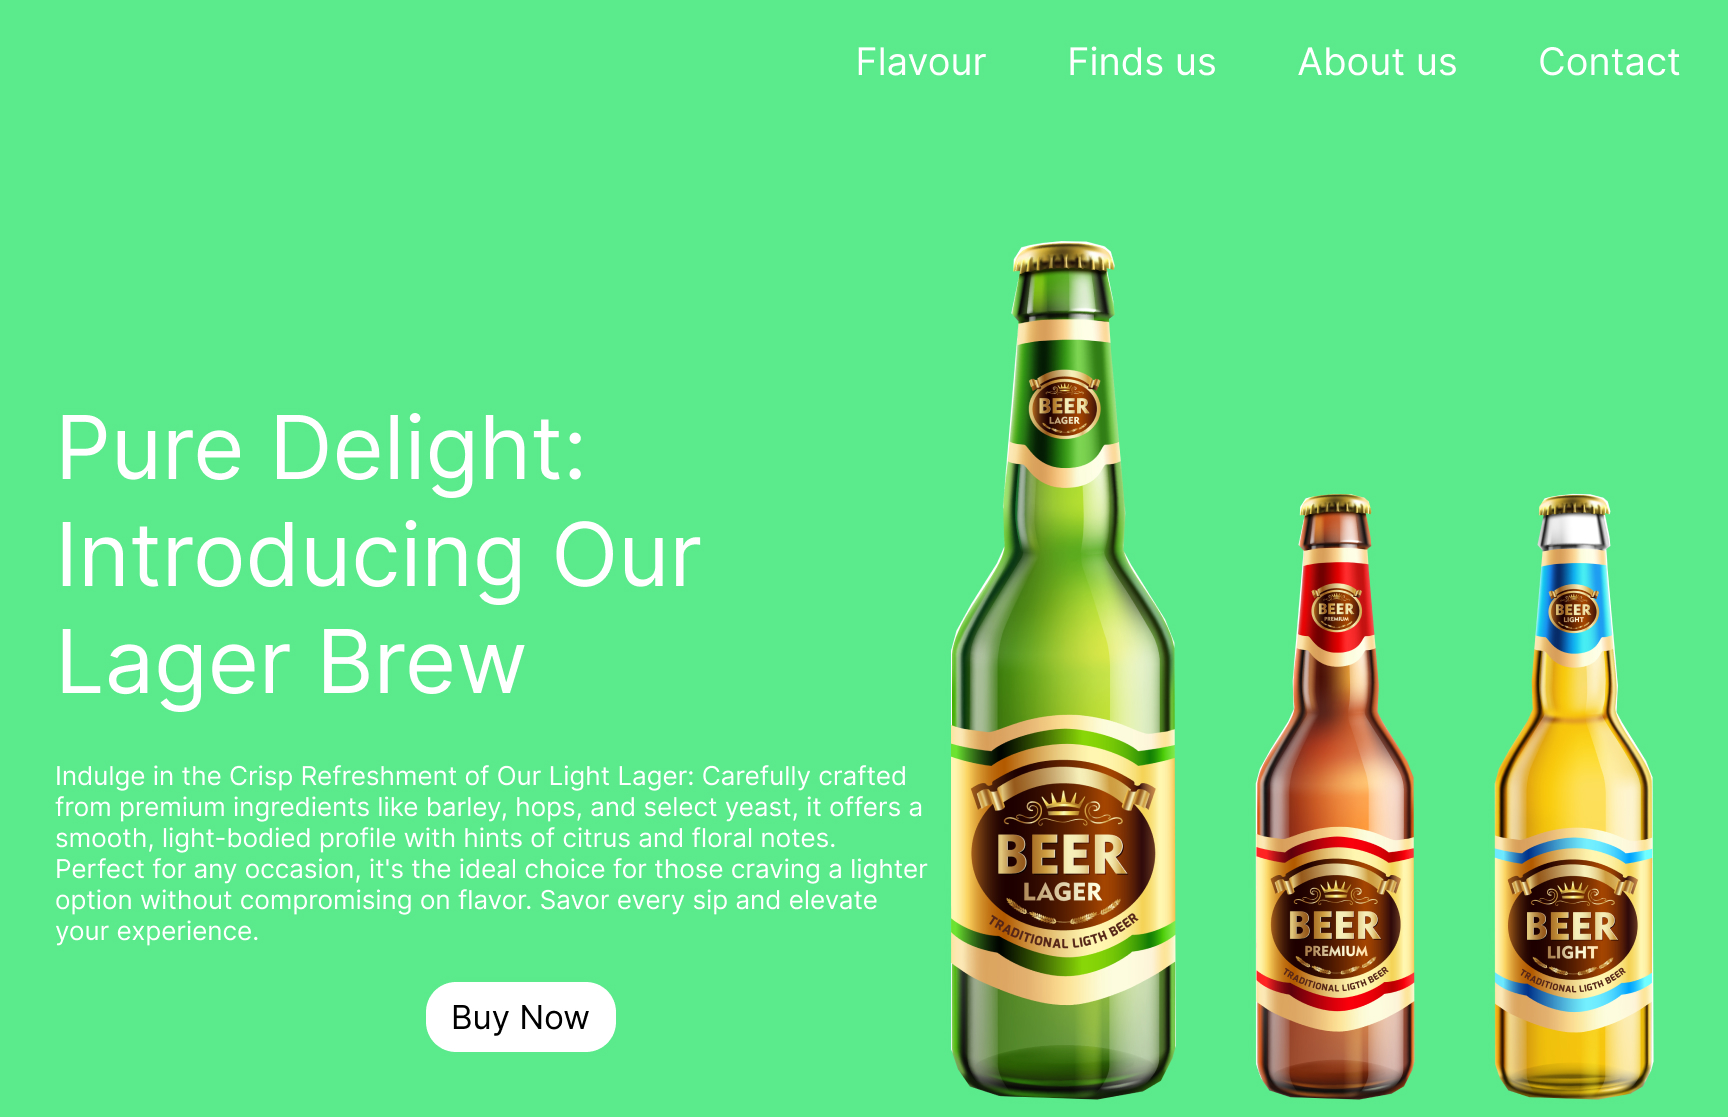 Flavour Finds us About us Contact
Pure Delight:
Introducing Our
Lager Brew
Indulge in the Crisp Refreshment of Our Light Lager: Carefully crafted
from premium ingredients like barley, hops, and select yeast, it offers a
smooth, light-bodied profile with hints of citrus and floral notes.
Perfect for any occasion, it's the ideal choice for those craving a lighter
option without compromising on flavor. Savor every sip and elevate
your experience.
Buy Now
BEER
LAGER
BEER
LAGER
TRADITIONAL LIGTH BEER
BEER
PREMIUM
BEER
PREMIUM
TRADITIONAL LIGTH BEER
BEER
LIGHT
BEER
LIGHT
TRADITIONAL LIGTH BEER